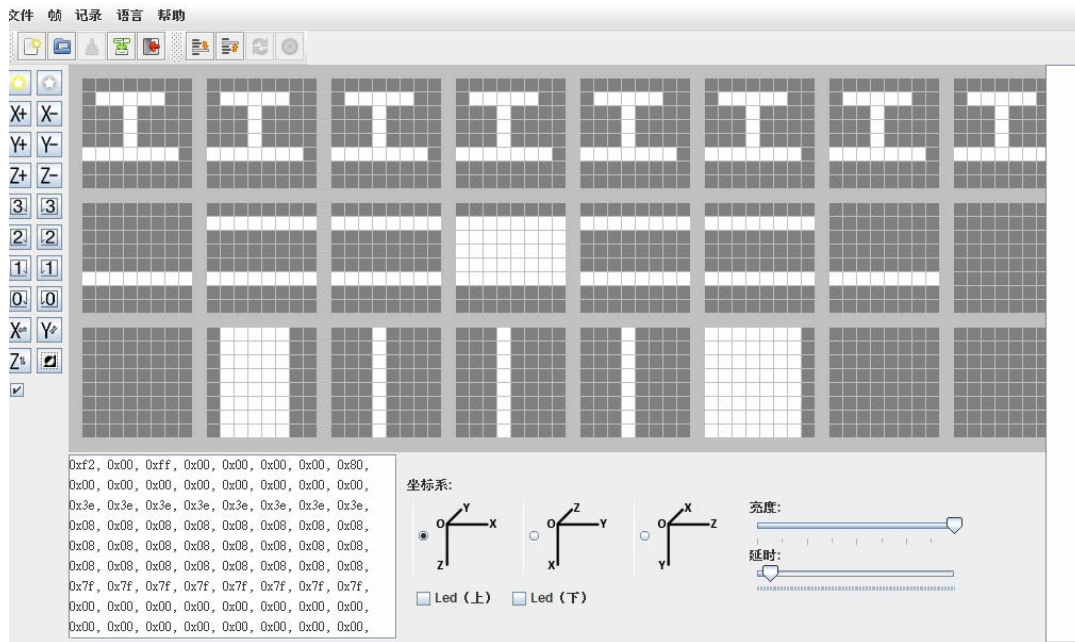 文件 帧 记录 语言 帮助
X+ X-
Y+ Y-
Z+ Z-
3 3
2 2
1 1
0 0
X Y
Z
0xf2, 0x00, 0xff, 0x00, 0x00, 0x00, 0x00, 0x80,
0x00, 0x00, 0x00, 0x00, 0x00, 0x00, 0x00, 0x00,
0x3e, 0x3e, 0x3e, 0x3e, 0x3e, 0x3e, 0x3e, 0x3e,
0x08, 0x08, 0x08, 0x08, 0x08, 0x08, 0x08, 0x08,
0x08, 0x08, 0x08, 0x08, 0x08, 0x08, 0x08, 0x08,
0x08, 0x08, 0x08, 0x08, 0x08, 0x08, 0x08, 0x08,
0x7f, 0x7f, 0x7f, 0x7f, 0x7f, 0x7f, 0x7f, 0x7f,
0x00, 0x00, 0x00, 0x00, 0x00, 0x00, 0x00, 0x00,
0x00, 0x00, 0x00, 0x00, 0x00, 0x00, 0x00, 0x00,
坐标系:
O Y X Z
O Z Y X
O X Z Y
Led (上) Led (下)
亮度:
延时: